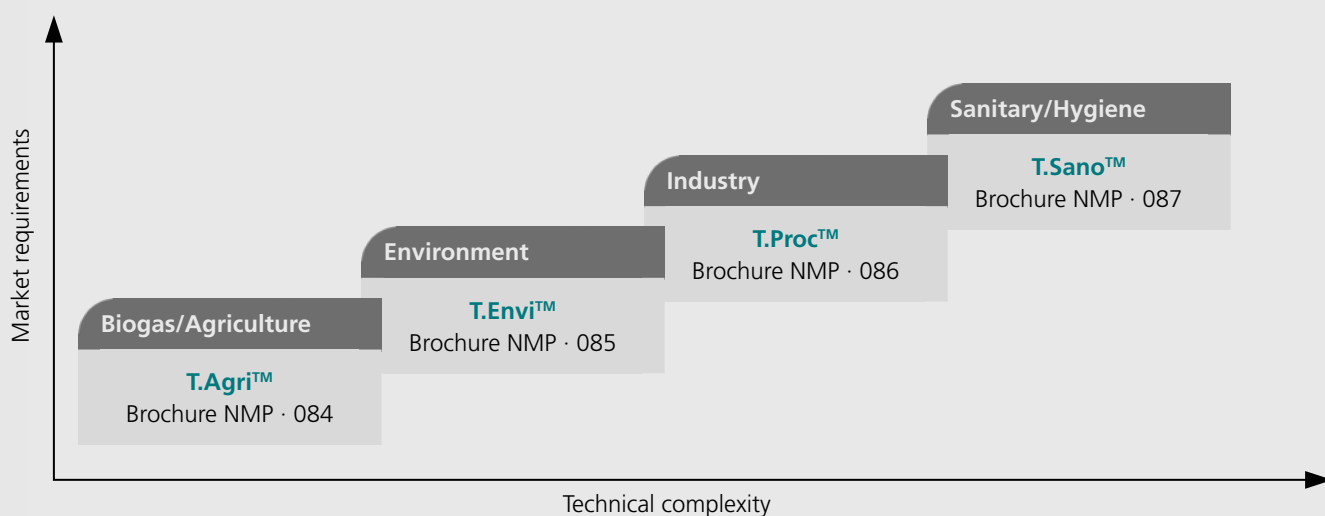 Market requirements
Sanitary/Hygiene
T.Sano™
Brochure NMP · 087
Industry
T.Proc™
Brochure NMP · 086
Environment
T.Envi™
Brochure NMP · 085
Biogas/Agriculture
T.Agri™
Brochure NMP · 084
Technical complexity